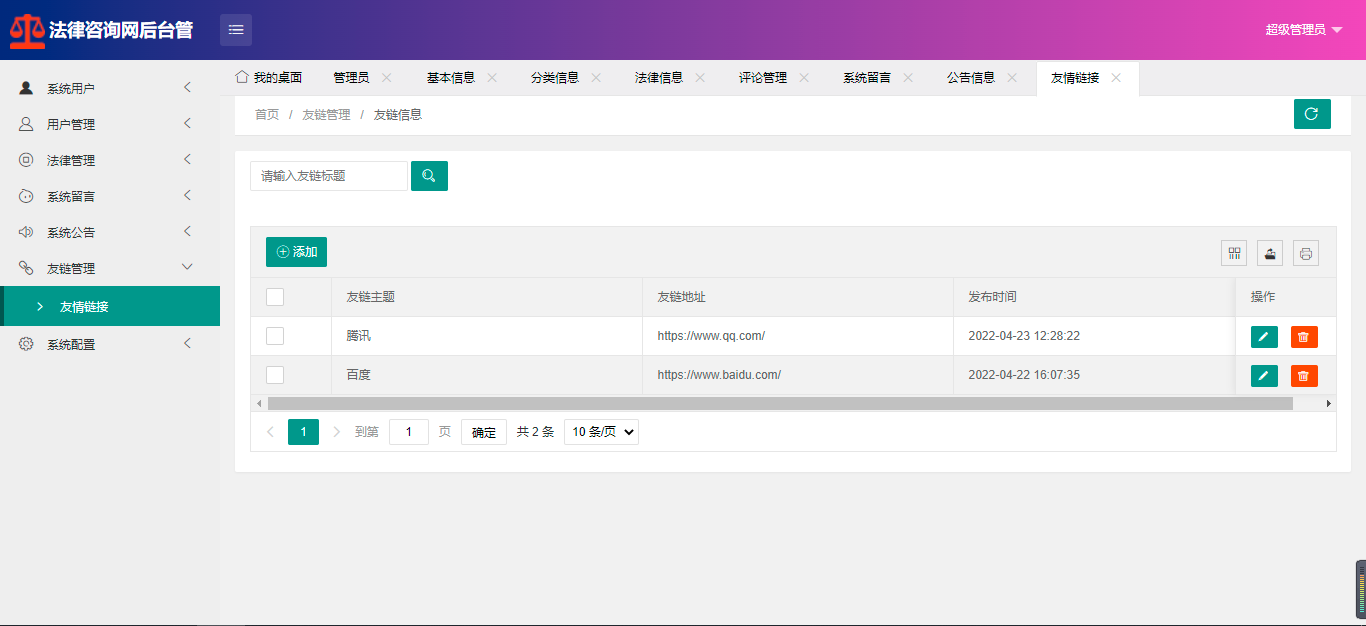 法律咨询网后台管
超级管理员
我的桌面 管理员 基本信息 分类信息 法律信息 评论管理 系统留言 公告信息 友情链接
系统用户
用户管理
法律管理
系统留言
系统公告
友链管理
友情链接
系统配置
首页 / 友链管理 / 友链信息
请输入友链标题
添加
友链主题 友链地址 发布时间 操作
腾讯 https://www.qq.com/ 2022-04-23 12:28:22
百度 https://www.baidu.com/ 2022-04-22 16:07:35
1 到第 1 页 确定 共 2 条 10 条/页